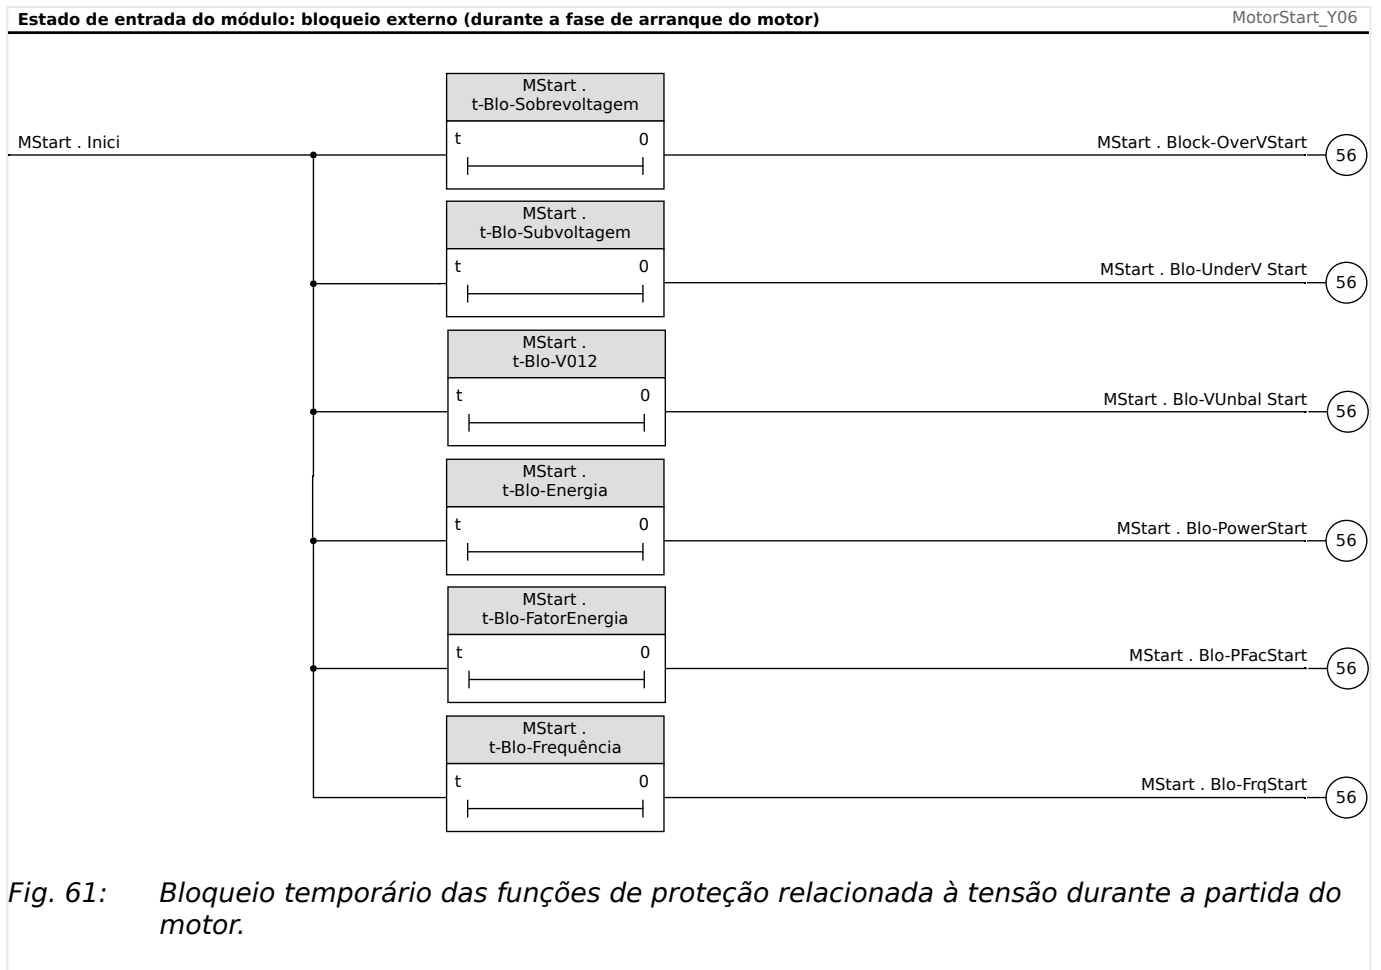 Estado de entrada do módulo: bloqueio externo (durante a fase de arranque do motor)
MotorStart_Y06
MStart .
t-Blo-Sobrevoltagem
t 0
MStart . Inici
MStart . Block-OverVStart
56
MStart .
t-Blo-Subvoltagem
t 0
MStart . Blo-UnderV Start
56
MStart .
t-Blo-V012
t 0
MStart . Blo-VUnbal Start
56
MStart .
t-Blo-Energia
t 0
MStart . Blo-PowerStart
56
MStart .
t-Blo-FatorEnergia
t 0
MStart . Blo-PFacStart
56
MStart .
t-Blo-Frequência
t 0
MStart . Blo-FrqStart
56
Fig. 61: Bloqueio temporário das funções de proteção relacionada à tensão durante a partida do
motor.